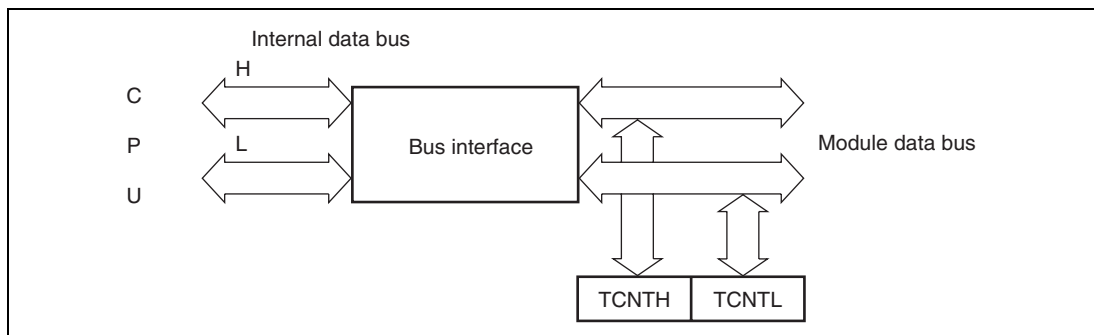 Internal data bus
H
C
P
L
U
Bus interface
Module data bus
TCNTH
TCNTL